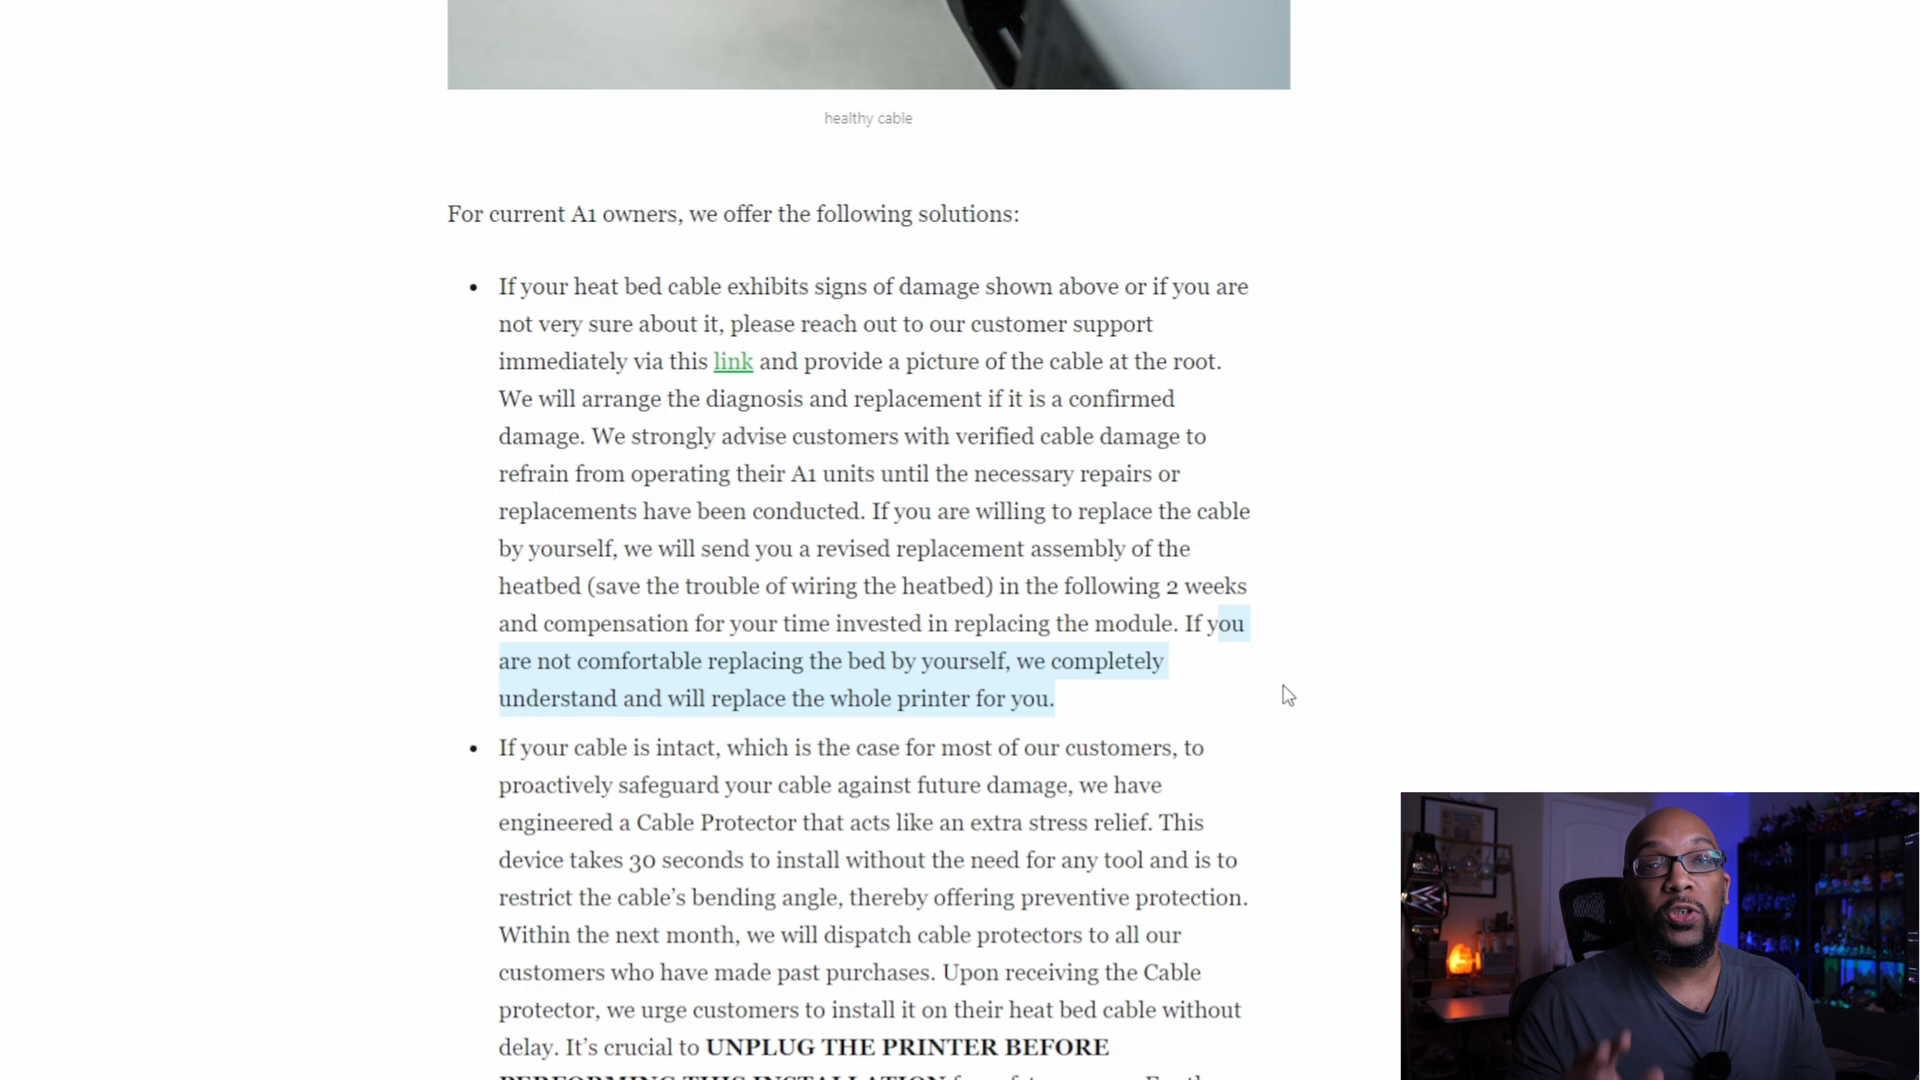 healthy cable
For current A1 owners, we offer the following solutions:
• If your heat bed cable exhibits signs of damage shown above or if you are
not very sure about it, please reach out to our customer support
immediately via this link and provide a picture of the cable at the root.
We will arrange the diagnosis and replacement if it is a confirmed
damage. We strongly advise customers with verified cable damage to
refrain from operating their A1 units until the necessary repairs or
replacements have been conducted. If you are willing to replace the cable
by yourself, we will send you a revised replacement assembly of the
heatbed (save the trouble of wiring the heatbed) in the following 2 weeks
and compensation for your time invested in replacing the module. If you
are not comfortable replacing the bed by yourself, we completely
understand and will replace the whole printer for you.
• If your cable is intact, which is the case for most of our customers, to
proactively safeguard your cable against future damage, we have
engineered a Cable Protector that acts like an extra stress relief. This
device takes 30 seconds to install without the need for any tool and is to
restrict the cable’s bending angle, thereby offering preventive protection.
Within the next month, we will dispatch cable protectors to all our
customers who have made past purchases. Upon receiving the Cable
protector, we urge customers to install it on their heat bed cable without
delay. It’s crucial to UNPLUG THE PRINTER BEFORE
PERFORMING THIS INSTALLATION